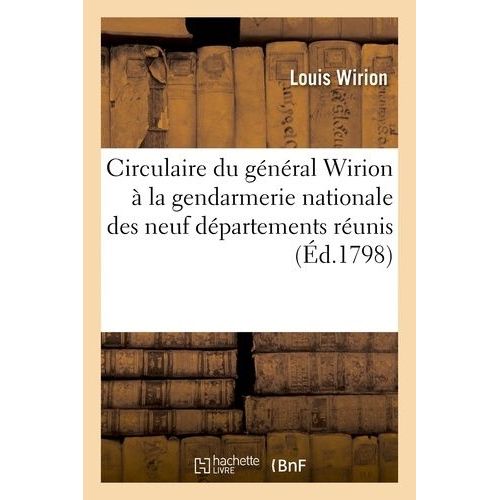 Louis Wirion
Circulaire du général Wirion
à la gendarmerie nationale
des neuf départements réunis
(Éd.1798)
hachette
LIVRE
{BnF